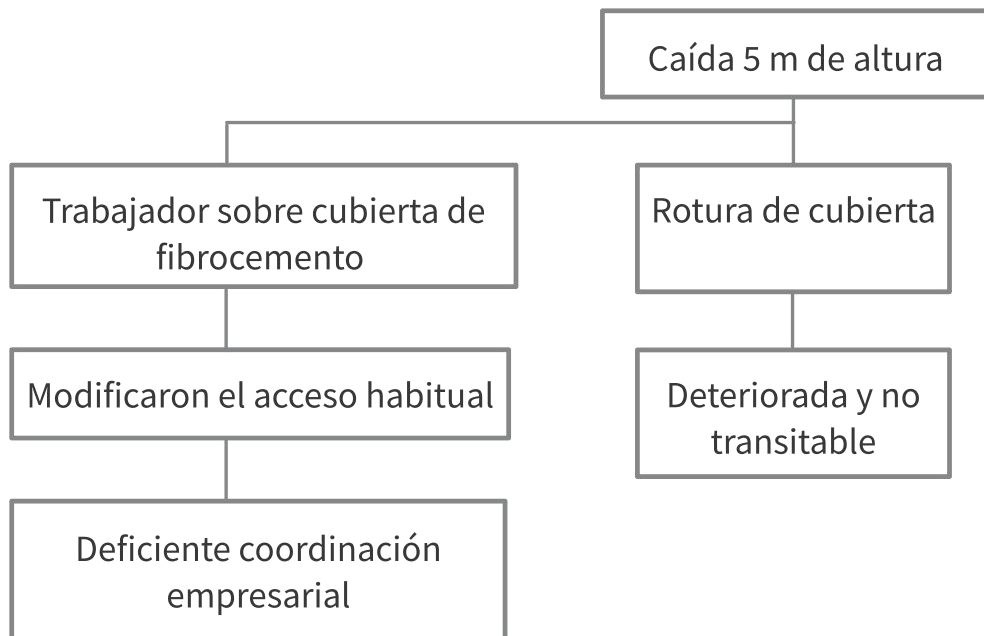 Caída 5 m de altura
Trabajador sobre cubierta de
fibrocemento
Rotura de cubierta
Modificaron el acceso habitual
Deteriorada y no
transitable
Deficiente coordinación
empresarial